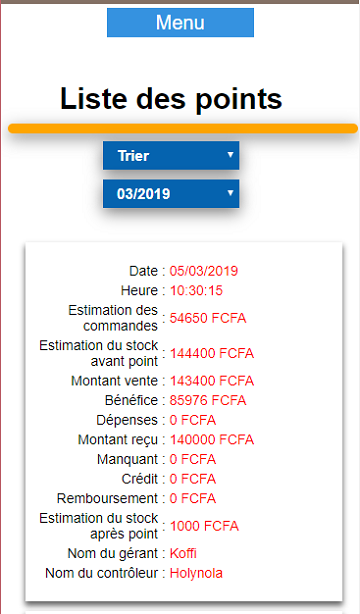 Menu
Liste des points
Trier
03/2019
Date : 05/03/2019
Heure : 10:30:15
Estimation des
commandes : 54650 FCFA
Estimation du stock
avant point : 144400 FCFA
Montant vente : 143400 FCFA
Bénéfice : 85976 FCFA
Dépenses : 0 FCFA
Montant reçu : 140000 FCFA
Manquant : 0 FCFA
Crédit : 0 FCFA
Remboursement : 0 FCFA
Estimation du stock
après point : 1000 FCFA
Nom du gérant : Koffi
Nom du contrôleur : Holynola